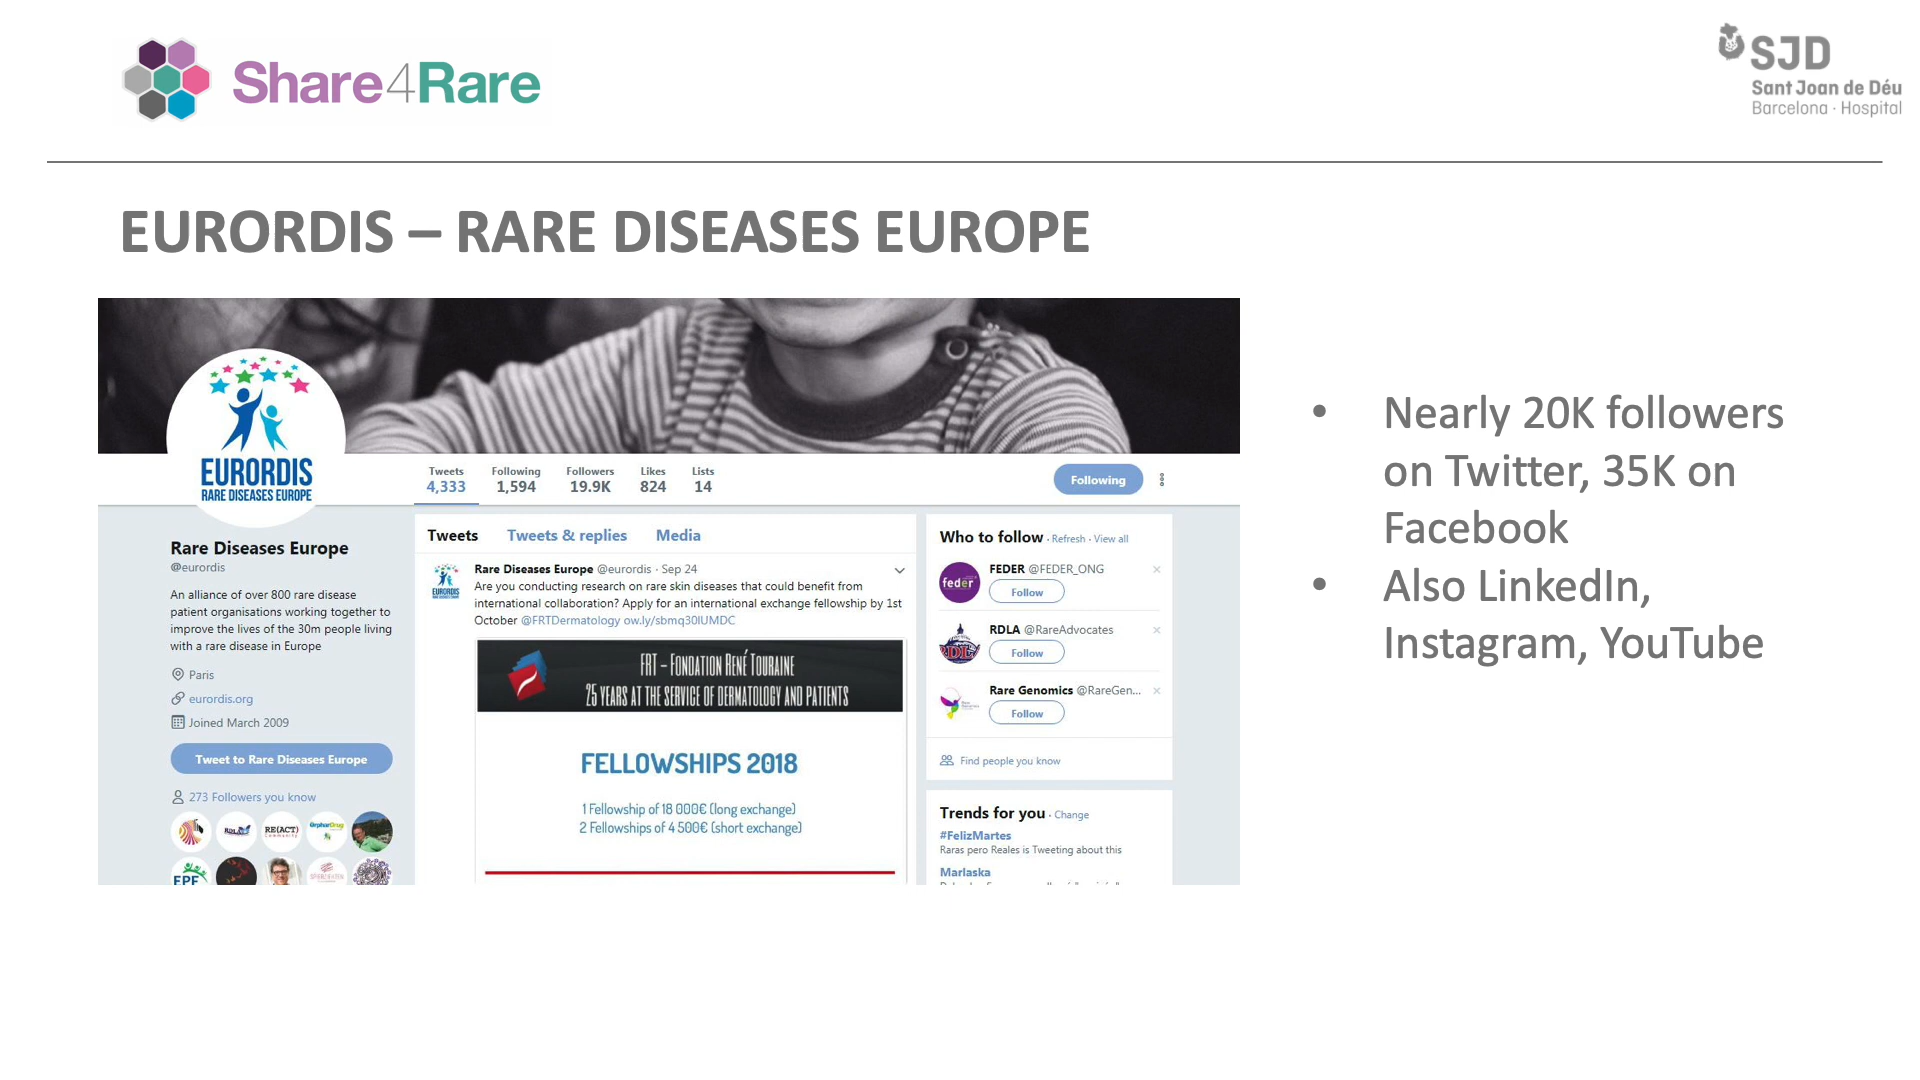 Share4Rare
SJD
Sant Joan de Déu
Barcelona · Hospital
EURORDIS – RARE DISEASES EUROPE
EURORDIS
RARE DISEASES EUROPE
Tweets Following Followers Likes Lists
4,333 1,594 19.9K 824 14
Following
Rare Diseases Europe
@eurordis
An alliance of over 800 rare disease
patient organisations working together to
improve the lives of the 30m people living
with a rare disease in Europe
Paris
eurordis.org
Joined March 2009
Tweet to Rare Diseases Europe
273 Followers you know
RE(ACT)
EPF
Tweets Tweets & replies Media
EURORDIS
Rare Diseases Europe @eurordis · Sep 24
Are you conducting research on rare skin diseases that could benefit from
international collaboration? Apply for an international exchange fellowship by 1st
October @FRTDermatology ow.ly/sbmq30lUMDC
FRT – FONDATION RENÉ TOURAINE
25 YEARS AT THE SERVICE OF DERMATOLOGY AND PATIENTS
FELLOWSHIPS 2018
1 Fellowship of 18 000€ (long exchange)
2 Fellowships of 4 500€ (short exchange)
Who to follow · Refresh · View all
feder
FEDER @FEDER_ONG
Follow
RDLA @RareAdvocates
Follow
Rare Genomics @RareGen...
Follow
Find people you know
Trends for you · Change
#FelizMartes
Raras pero Reales is Tweeting about this
Marlaska
• Nearly 20K followers
on Twitter, 35K on
Facebook
• Also LinkedIn,
Instagram, YouTube